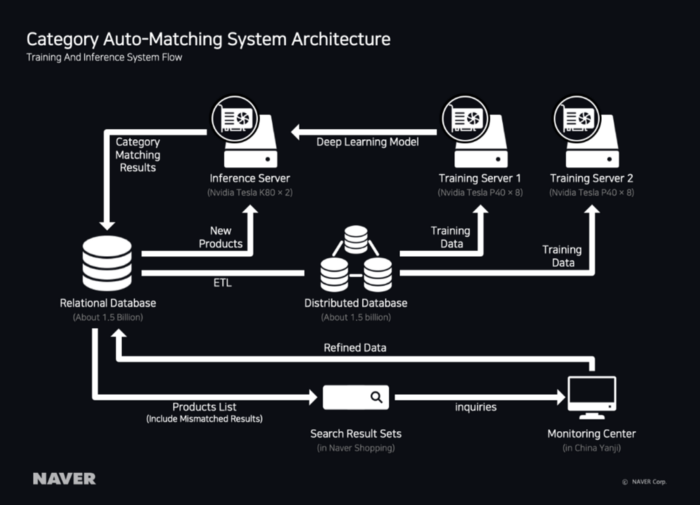 Category Auto-Matching System Architecture
Training And Inference System Flow
Category
Matching
Results
Deep Learning Model
Inference Server
(Nvidia Tesla K80 × 2)
Training Server 1
(Nvidia Tesla P40 × 8)
Training Server 2
(Nvidia Tesla P40 × 8)
New
Products
Training
Data
Training
Data
ETL
Relational Database
(About 1.5 Billion)
Distributed Database
(About 1.5 billion)
Refined Data
Products List
(Include Mismatched Results)
inquiries
Search Result Sets
(in Naver Shopping)
Monitoring Center
(in China Yanji)
NAVER
© NAVER Corp.